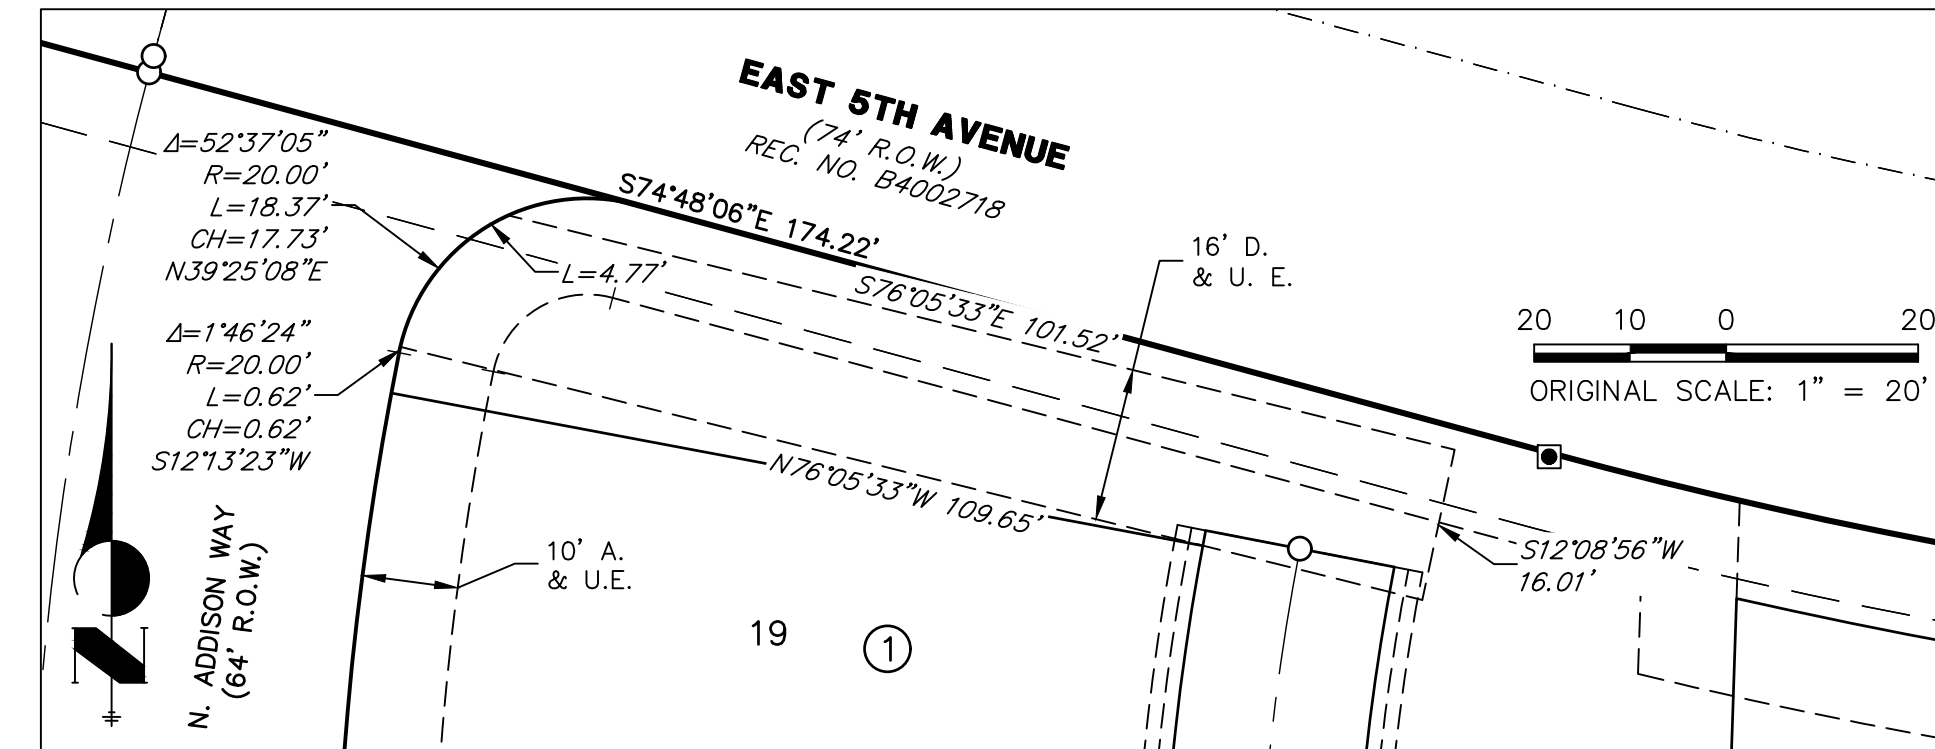 EAST 5TH AVENUE
(74' R.O.W.)
REC. NO. B4002718
Δ=52°37'05"
R=20.00'
L=18.37'
CH=17.73'
N39°25'08"E
S74°48'06"E 174.22'
L=4.77'
S76°05'33"E 101.52'
16' D.
& U. E.
20 10 0 20
ORIGINAL SCALE: 1" = 20'
Δ=1°46'24"
R=20.00'
L=0.62'
CH=0.62'
S12°13'23"W
N76°05'33"W 109.65'
S12°08'56"W
16.01'
N. ADDISON WAY
(64' R.O.W.)
10' A.
& U.E.
19
1
N